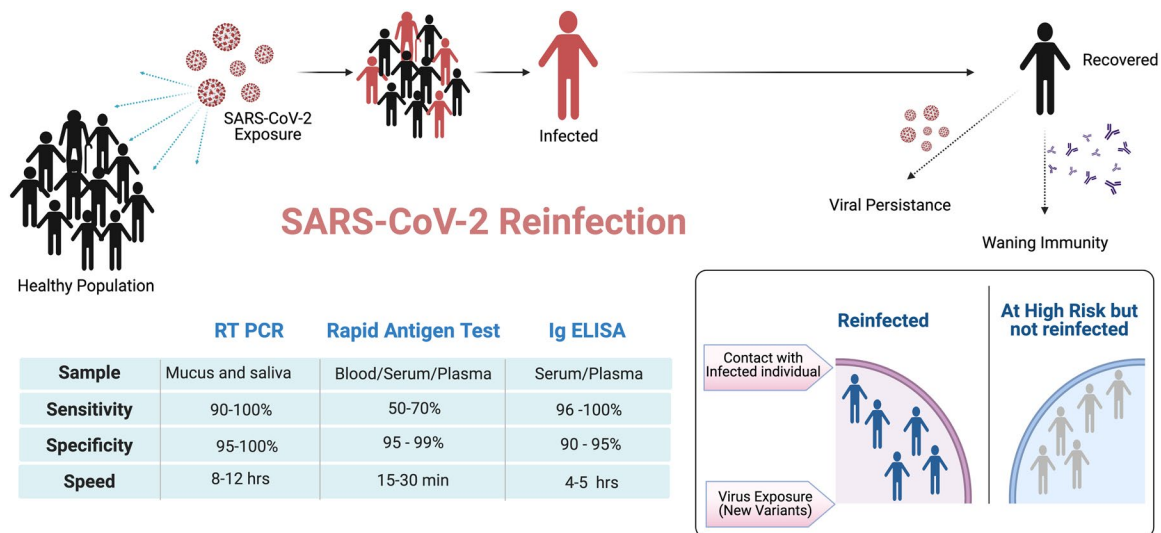 SARS-CoV-2
Exposure
Infected
Recovered
Viral Persistance
Waning Immunity
Healthy Population
SARS-CoV-2 Reinfection
RT PCR Rapid Antigen Test Ig ELISA
Sample Mucus and saliva Blood/Serum/Plasma Serum/Plasma
Sensitivity 90-100% 50-70% 96 -100%
Specificity 95-100% 95 - 99% 90 - 95%
Speed 8-12 hrs 15-30 min 4-5 hrs
Reinfected
At High Risk but
not reinfected
Contact with
Infected individual
Virus Exposure
(New Variants)